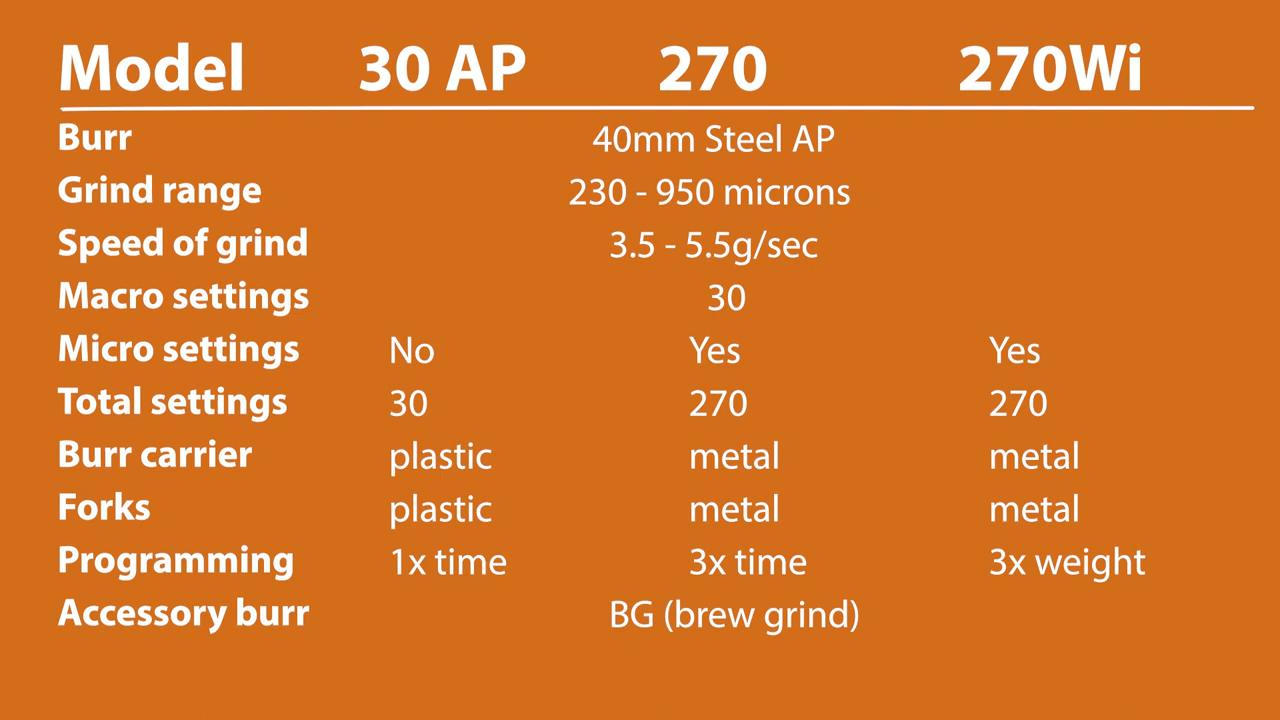 Model 30 AP 270 270Wi
Burr 40mm Steel AP
Grind range 230 - 950 microns
Speed of grind 3.5 - 5.5g/sec
Macro settings 30
Micro settings No Yes Yes
Total settings 30 270 270
Burr carrier plastic metal metal
Forks plastic metal metal
Programming 1x time 3x time 3x weight
Accessory burr BG (brew grind)